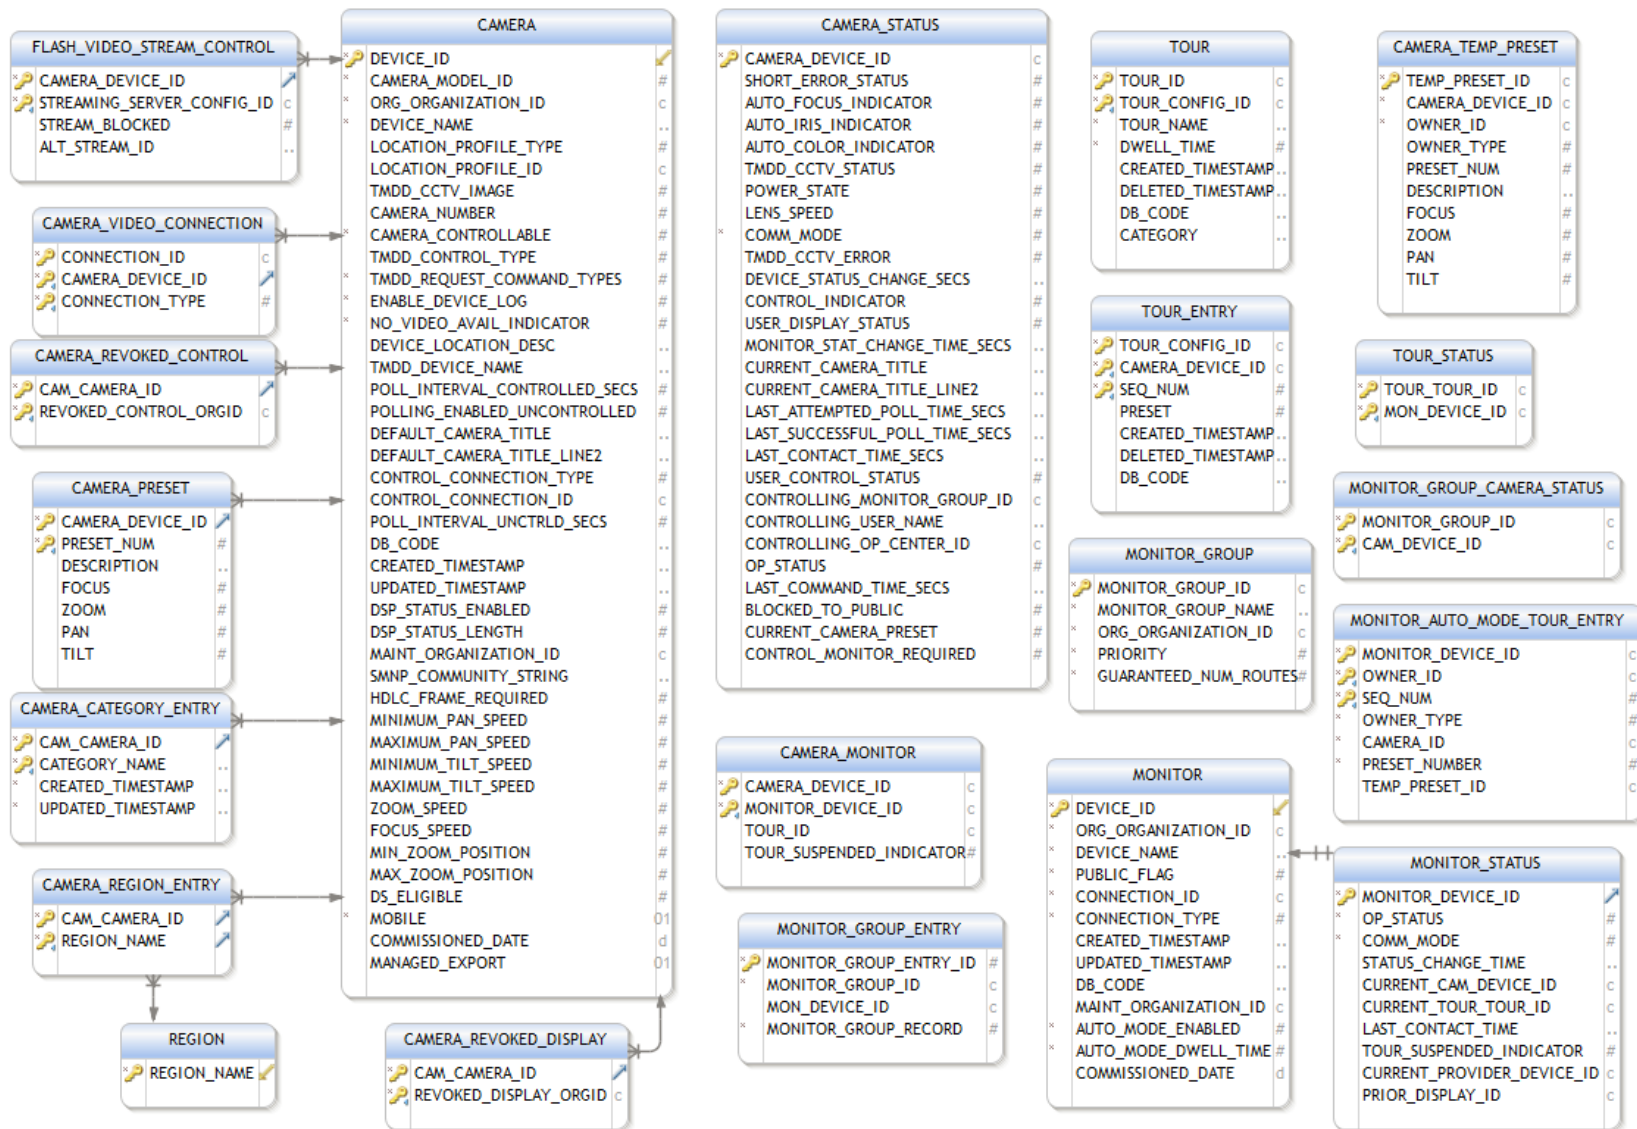 FLASH_VIDEO_STREAM_CONTROL
CAMERA_DEVICE_ID
STREAMING_SERVER_CONFIG_ID c
STREAM_BLOCKED #
ALT_STREAM_ID ..
CAMERA_VIDEO_CONNECTION
CONNECTION_ID c
CAMERA_DEVICE_ID
CONNECTION_TYPE #
CAMERA_REVOKED_CONTROL
CAM_CAMERA_ID
REVOKED_CONTROL_ORGID c
CAMERA_PRESET
CAMERA_DEVICE_ID
PRESET_NUM #
DESCRIPTION ..
FOCUS #
ZOOM #
PAN #
TILT #
CAMERA_CATEGORY_ENTRY
CAM_CAMERA_ID
CATEGORY_NAME ..
CREATED_TIMESTAMP ..
UPDATED_TIMESTAMP ..
CAMERA_REGION_ENTRY
CAM_CAMERA_ID
REGION_NAME
REGION
REGION_NAME
CAMERA
DEVICE_ID
CAMERA_MODEL_ID #
ORG_ORGANIZATION_ID c
DEVICE_NAME ..
LOCATION_PROFILE_TYPE #
LOCATION_PROFILE_ID c
TMDD_CCTV_IMAGE #
CAMERA_NUMBER #
CAMERA_CONTROLLABLE #
TMDD_CONTROL_TYPE #
TMDD_REQUEST_COMMAND_TYPES #
ENABLE_DEVICE_LOG #
NO_VIDEO_AVAIL_INDICATOR #
DEVICE_LOCATION_DESC ..
TMDD_DEVICE_NAME ..
POLL_INTERVAL_CONTROLLED_SECS #
POLLING_ENABLED_UNCONTROLLED #
DEFAULT_CAMERA_TITLE ..
DEFAULT_CAMERA_TITLE_LINE2 ..
CONTROL_CONNECTION_TYPE #
CONTROL_CONNECTION_ID c
POLL_INTERVAL_UNCTRLD_SECS #
DB_CODE ..
CREATED_TIMESTAMP ..
UPDATED_TIMESTAMP ..
DSP_STATUS_ENABLED #
DSP_STATUS_LENGTH #
MAINT_ORGANIZATION_ID c
SMNP_COMMUNITY_STRING ..
HDLC_FRAME_REQUIRED #
MINIMUM_PAN_SPEED #
MAXIMUM_PAN_SPEED #
MINIMUM_TILT_SPEED #
MAXIMUM_TILT_SPEED #
ZOOM_SPEED #
FOCUS_SPEED #
MIN_ZOOM_POSITION #
MAX_ZOOM_POSITION #
DS_ELIGIBLE #
MOBILE 01
COMMISSIONED_DATE d
MANAGED_EXPORT 01
CAMERA_REVOKED_DISPLAY
CAM_CAMERA_ID
REVOKED_DISPLAY_ORGID c
CAMERA_STATUS
CAMERA_DEVICE_ID c
SHORT_ERROR_STATUS #
AUTO_FOCUS_INDICATOR #
AUTO_IRIS_INDICATOR #
AUTO_COLOR_INDICATOR #
TMDD_CCTV_STATUS #
POWER_STATE #
LENS_SPEED #
COMM_MODE #
TMDD_CCTV_ERROR #
DEVICE_STATUS_CHANGE_SECS ..
CONTROL_INDICATOR #
USER_DISPLAY_STATUS #
MONITOR_STAT_CHANGE_TIME_SECS ..
CURRENT_CAMERA_TITLE ..
CURRENT_CAMERA_TITLE_LINE2 ..
LAST_ATTEMPTED_POLL_TIME_SECS ..
LAST_SUCCESSFUL_POLL_TIME_SECS ..
LAST_CONTACT_TIME_SECS ..
USER_CONTROL_STATUS #
CONTROLLING_MONITOR_GROUP_ID c
CONTROLLING_USER_NAME ..
CONTROLLING_OP_CENTER_ID c
OP_STATUS #
LAST_COMMAND_TIME_SECS ..
BLOCKED_TO_PUBLIC #
CURRENT_CAMERA_PRESET #
CONTROL_MONITOR_REQUIRED #
CAMERA_MONITOR
CAMERA_DEVICE_ID c
MONITOR_DEVICE_ID c
TOUR_ID c
TOUR_SUSPENDED_INDICATOR #
MONITOR_GROUP_ENTRY
MONITOR_GROUP_ENTRY_ID #
MONITOR_GROUP_ID c
MON_DEVICE_ID c
MONITOR_GROUP_RECORD #
TOUR
TOUR_ID c
TOUR_CONFIG_ID c
TOUR_NAME ..
DWELL_TIME #
CREATED_TIMESTAMP ..
DELETED_TIMESTAMP ..
DB_CODE ..
CATEGORY ..
TOUR_ENTRY
TOUR_CONFIG_ID c
CAMERA_DEVICE_ID c
SEQ_NUM #
PRESET #
CREATED_TIMESTAMP ..
DELETED_TIMESTAMP ..
DB_CODE ..
MONITOR_GROUP
MONITOR_GROUP_ID c
MONITOR_GROUP_NAME ..
ORG_ORGANIZATION_ID c
PRIORITY #
GUARANTEED_NUM_ROUTES #
MONITOR
DEVICE_ID
ORG_ORGANIZATION_ID c
DEVICE_NAME ..
PUBLIC_FLAG #
CONNECTION_ID c
CONNECTION_TYPE #
CREATED_TIMESTAMP ..
UPDATED_TIMESTAMP ..
DB_CODE ..
MAINT_ORGANIZATION_ID c
AUTO_MODE_ENABLED #
AUTO_MODE_DWELL_TIME #
COMMISSIONED_DATE d
CAMERA_TEMP_PRESET
TEMP_PRESET_ID c
CAMERA_DEVICE_ID c
OWNER_ID c
OWNER_TYPE #
PRESET_NUM #
DESCRIPTION ..
FOCUS #
ZOOM #
PAN #
TILT #
TOUR_STATUS
TOUR_TOUR_ID c
MON_DEVICE_ID c
MONITOR_GROUP_CAMERA_STATUS
MONITOR_GROUP_ID c
CAM_DEVICE_ID c
MONITOR_AUTO_MODE_TOUR_ENTRY
MONITOR_DEVICE_ID c
OWNER_ID c
SEQ_NUM #
OWNER_TYPE #
CAMERA_ID c
PRESET_NUMBER #
TEMP_PRESET_ID c
MONITOR_STATUS
MONITOR_DEVICE_ID
OP_STATUS #
COMM_MODE #
STATUS_CHANGE_TIME ..
CURRENT_CAM_DEVICE_ID c
CURRENT_TOUR_TOUR_ID c
LAST_CONTACT_TIME ..
TOUR_SUSPENDED_INDICATOR #
CURRENT_PROVIDER_DEVICE_ID c
PRIOR_DISPLAY_ID c